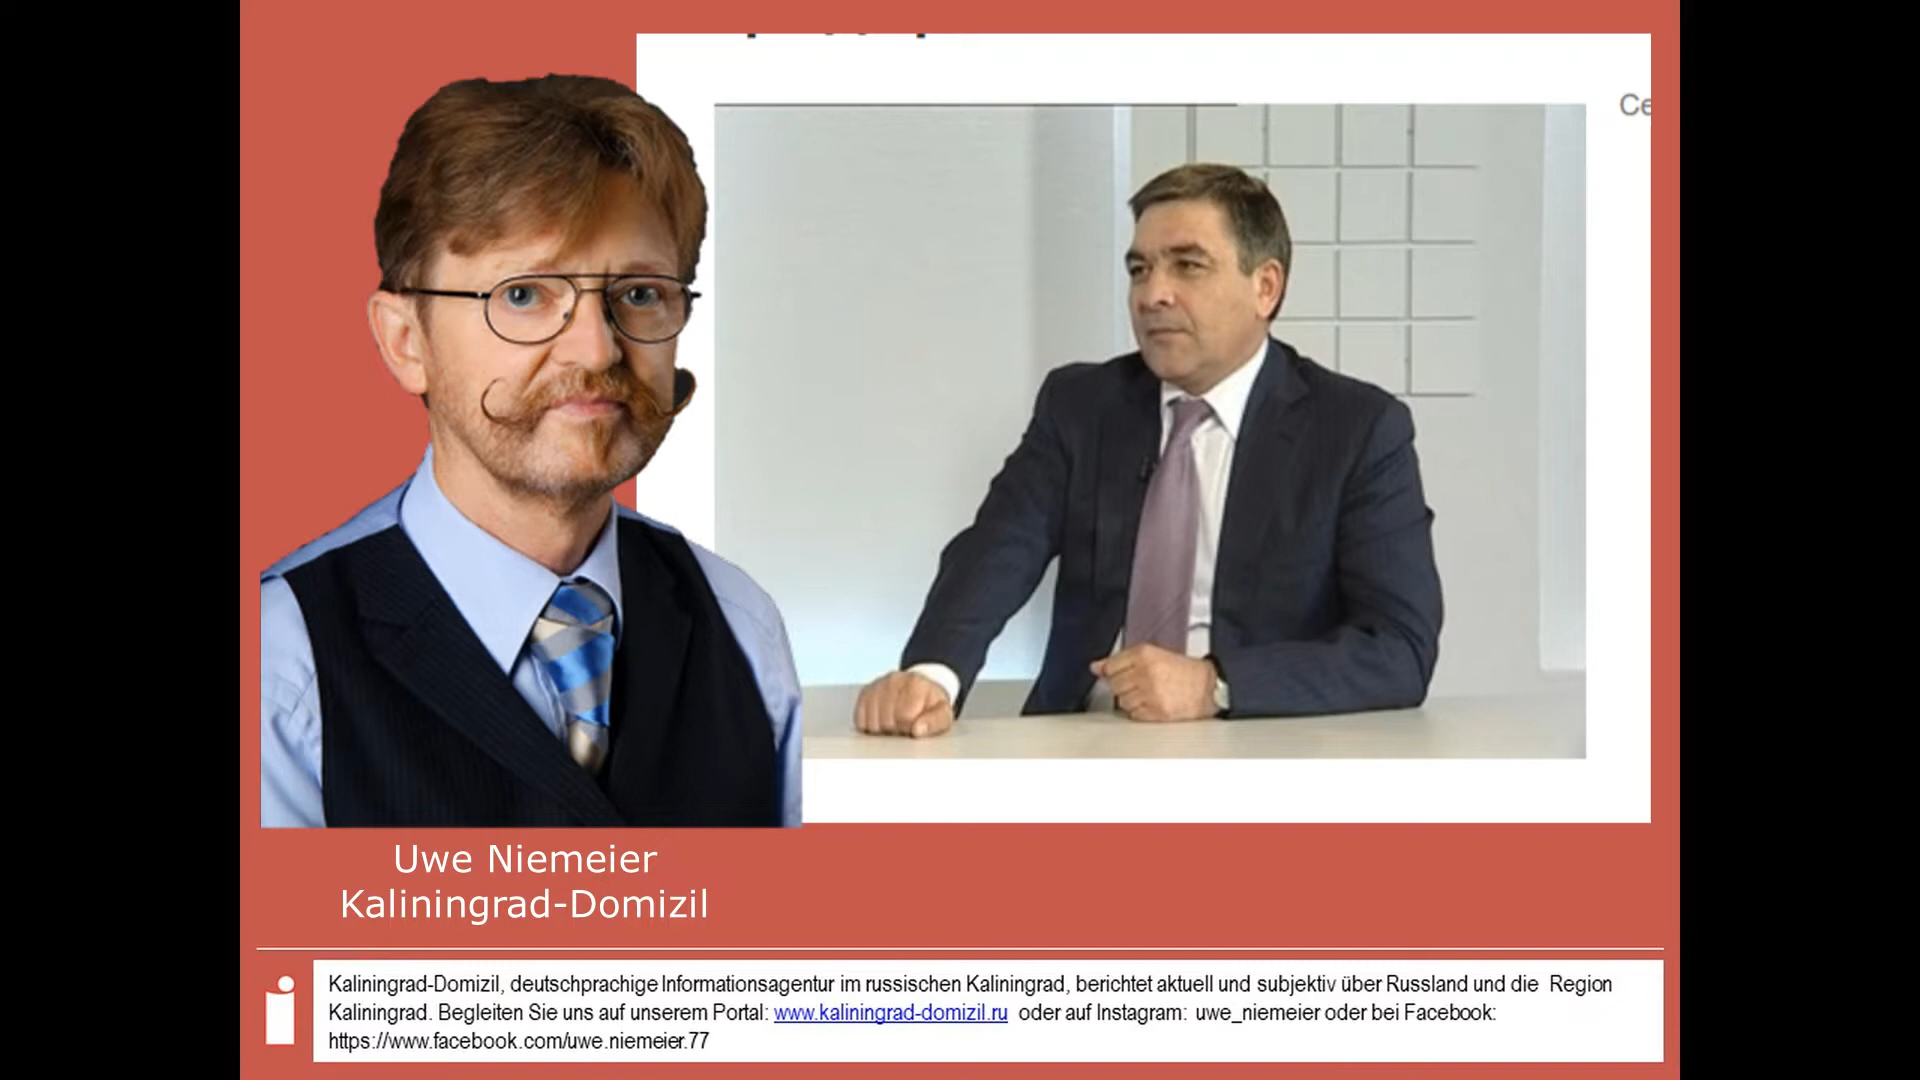 Се
Uwe Niemeier
Kaliningrad-Domizil
Kaliningrad-Domizil, deutschprachige Informationsagentur im russischen Kaliningrad, berichtet aktuell und subjektiv über Russland und die Region
Kaliningrad. Begleiten Sie uns auf unserem Portal: www.kaliningrad-domizil.ru oder auf Instagram: uwe_niemeier oder bei Facebook:
https://www.facebook.com/uwe.niemeier.77